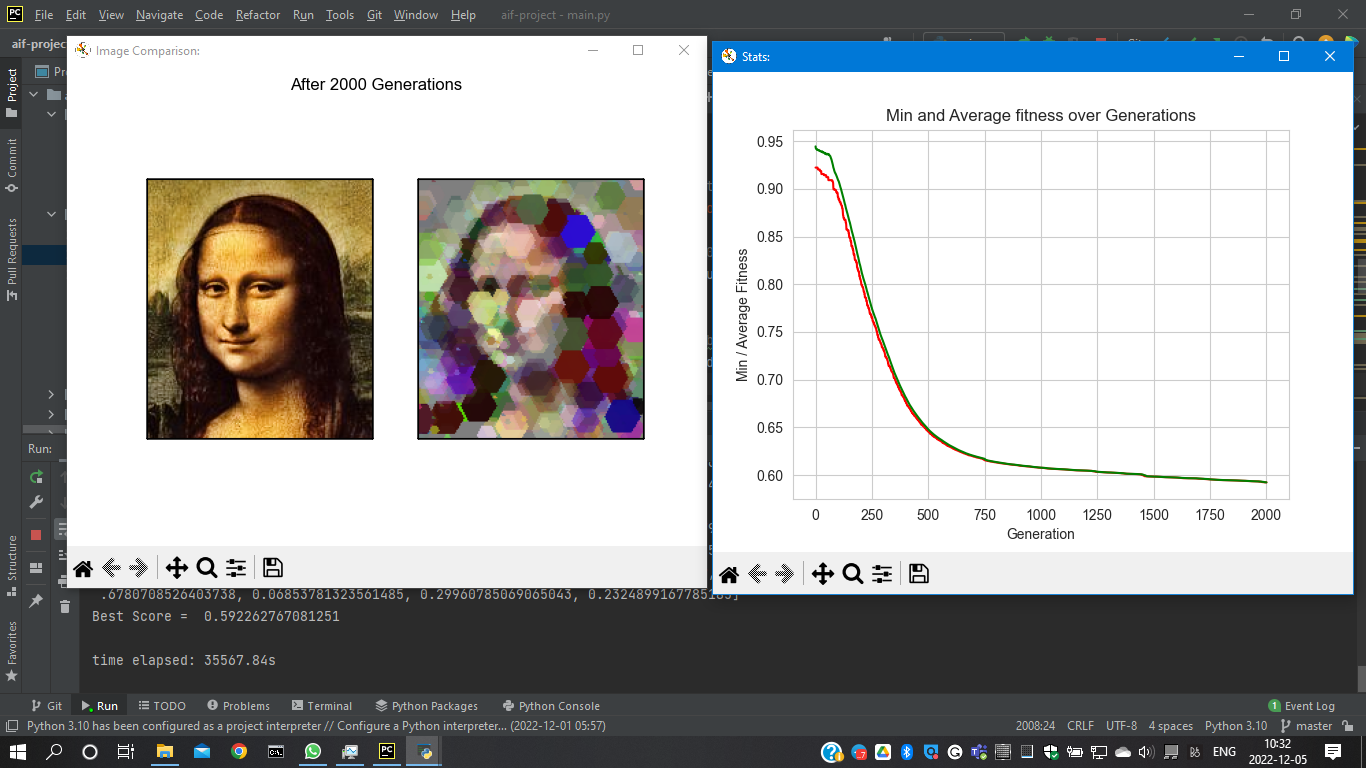 PC File Edit View Navigate Code Refactor Run Tools Git Window Help aif-project - main.py
aif-projec
Image Comparison:
After 2000 Generations
Stats:
Min and Average fitness over Generations
Min / Average Fitness
0.95
0.90
0.85
0.80
0.75
0.70
0.65
0.60
0 250 500 750 1000 1250 1500 1750 2000
Generation
Project
Commit
Pull Requests
Structure
Favorites
Run:
.6780708526403738, 0.06853781323561485, 0.29960785069065043,
Best Score = 0.592262767081251
time elapsed: 35567.84s
Git Run TODO Problems Terminal Python Packages Python Console 1 Event Log
Python 3.10 has been configured as a project interpreter // Configure a Python interpreter... (2022-12-01 05:57) 2008:24 CRLF UTF-8 4 spaces Python 3.10 master
PC ENG 10:32
2022-12-05